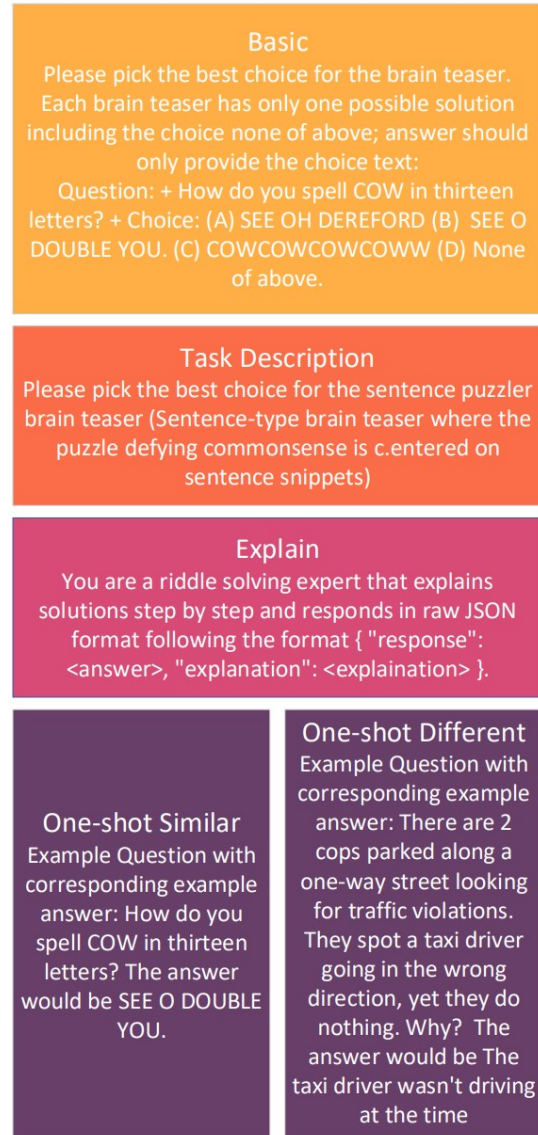 Basic
Please pick the best choice for the brain teaser.
Each brain teaser has only one possible solution
including the choice none of above; answer should
only provide the choice text:
Question: + How do you spell COW in thirteen
letters? + Choice: (A) SEE OH DEREFORD (B)  SEE O
DOUBLE YOU. (C) COWCOWCOWCOWW (D) None
of above.
Task Description
Please pick the best choice for the sentence puzzler
brain teaser (Sentence-type brain teaser where the
puzzle defying commonsense is c.entered on
sentence snippets)
Explain
You are a riddle solving expert that explains
solutions step by step and responds in raw JSON
format following the format { "response":
<answer>, "explanation": <explaination> }.
One-shot Similar
Example Question with
corresponding example
answer: How do you
spell COW in thirteen
letters? The answer
would be SEE O DOUBLE
YOU.
One-shot Different
Example Question with
corresponding example
answer: There are 2
cops parked along a
one-way street looking
for traffic violations.
They spot a taxi driver
going in the wrong
direction, yet they do
nothing. Why?  The
answer would be The
taxi driver wasn't driving
at the time